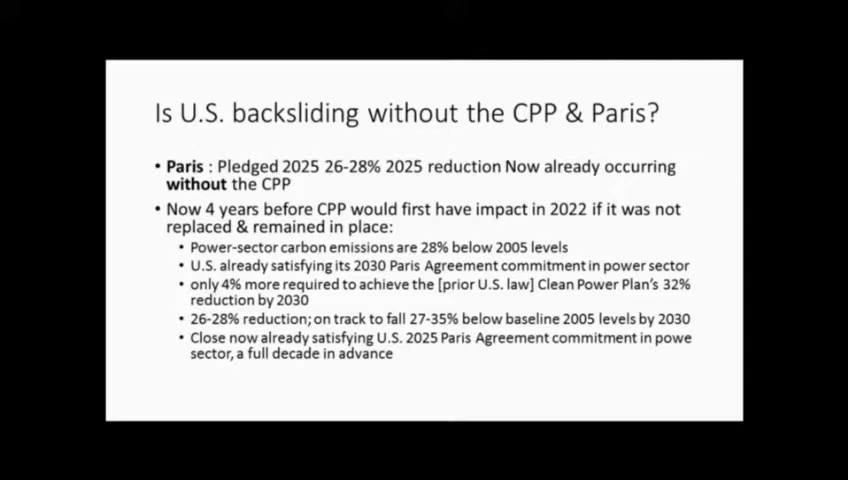 Is U.S. backsliding without the CPP & Paris?
• Paris : Pledged 2025 26-28% 2025 reduction Now already occurring
without the CPP
• Now 4 years before CPP would first have impact in 2022 if it was not
replaced & remained in place:
• Power-sector carbon emissions are 28% below 2005 levels
• U.S. already satisfying its 2030 Paris Agreement commitment in power sector
• only 4% more required to achieve the [prior U.S. law] Clean Power Plan's 32%
reduction by 2030
• 26-28% reduction; on track to fall 27-35% below baseline 2005 levels by 2030
• Close now already satisfying U.S. 2025 Paris Agreement commitment in powe
sector, a full decade in advance